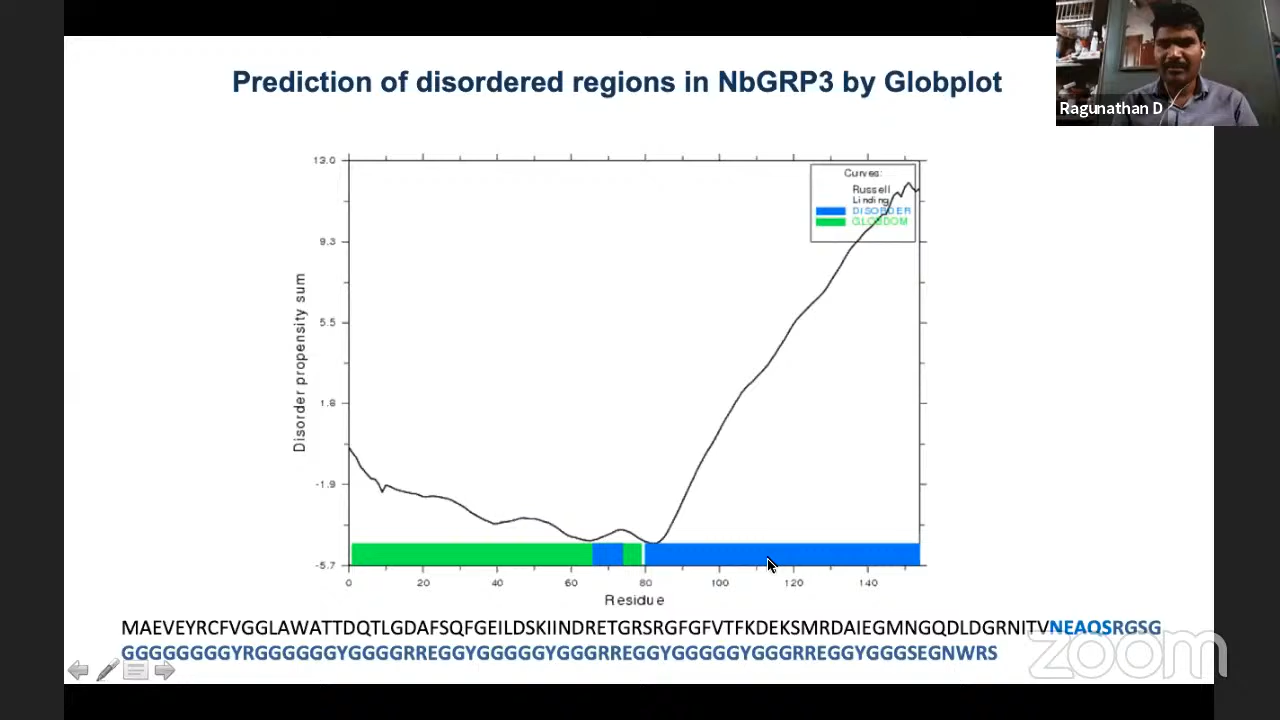 Prediction of disordered regions in NbGRP3 by Globplot
Ragunathan D
13.0
9.3
5.5
1.8
-1.9
-5.7
Disorder propensity sum
Curves:
Russell
Linding
DISORDER
GLOBDOM
0 20 40 60 80 100 120 140
Residue
MAEVEYRCFVGGLAWATTDQTLGDAFSQFGEILDSKIINDRETGRSRGFGFVTFKDEKSMRDAIEGMNGQDLDGRNITVNEAQSRGSG
GGGGGGGGYRGGGGGGYGGGGRREGGYGGGGGYGGGRREGGYGGGGGYGGGRREGGYGGGSEGNWRS
zoom